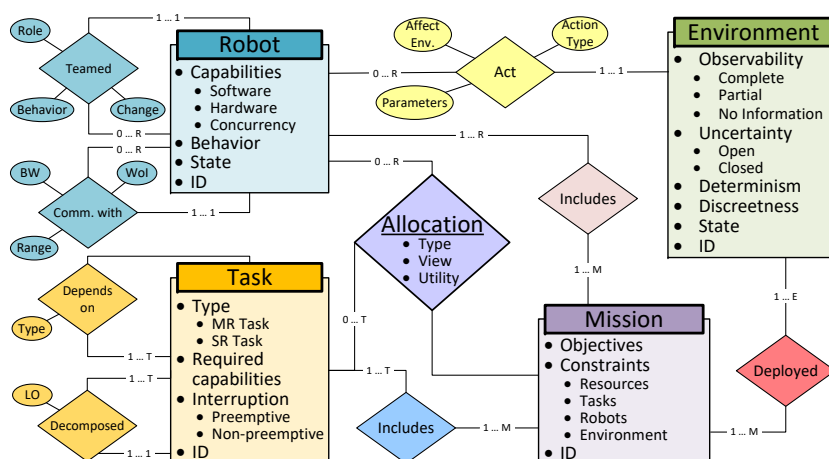 1 … 1
Role
Teamed
Behavior
Change
0 … R
0 … R
BW
WoI
Comm. with
Range
1 … 1
Robot
• Capabilities
• Software
• Hardware
• Concurrency
• Behavior
• State
• ID
Affect
Env.
Action
Type
Act
Parameters
0 … R
1 … 1
Environment
• Observability
• Complete
• Partial
• No Information
• Uncertainty
• Open
• Closed
• Determinism
• Discreetness
• State
• ID
1 … R
Includes
1 … M
0 … R
Allocation
• Type
• View
• Utility
0 … T
Depends
on
Type
1 … T
1 … T
LO
Decomposed
1 … 1
Task
• Type
• MR Task
• SR Task
• Required
capabilities
• Interruption
• Preemptive
• Non-preemptive
• ID
1 … T
Includes
1 … M
Mission
• Objectives
• Constraints
• Resources
• Tasks
• Robots
• Environment
• ID
1 … E
Deployed
1 … M